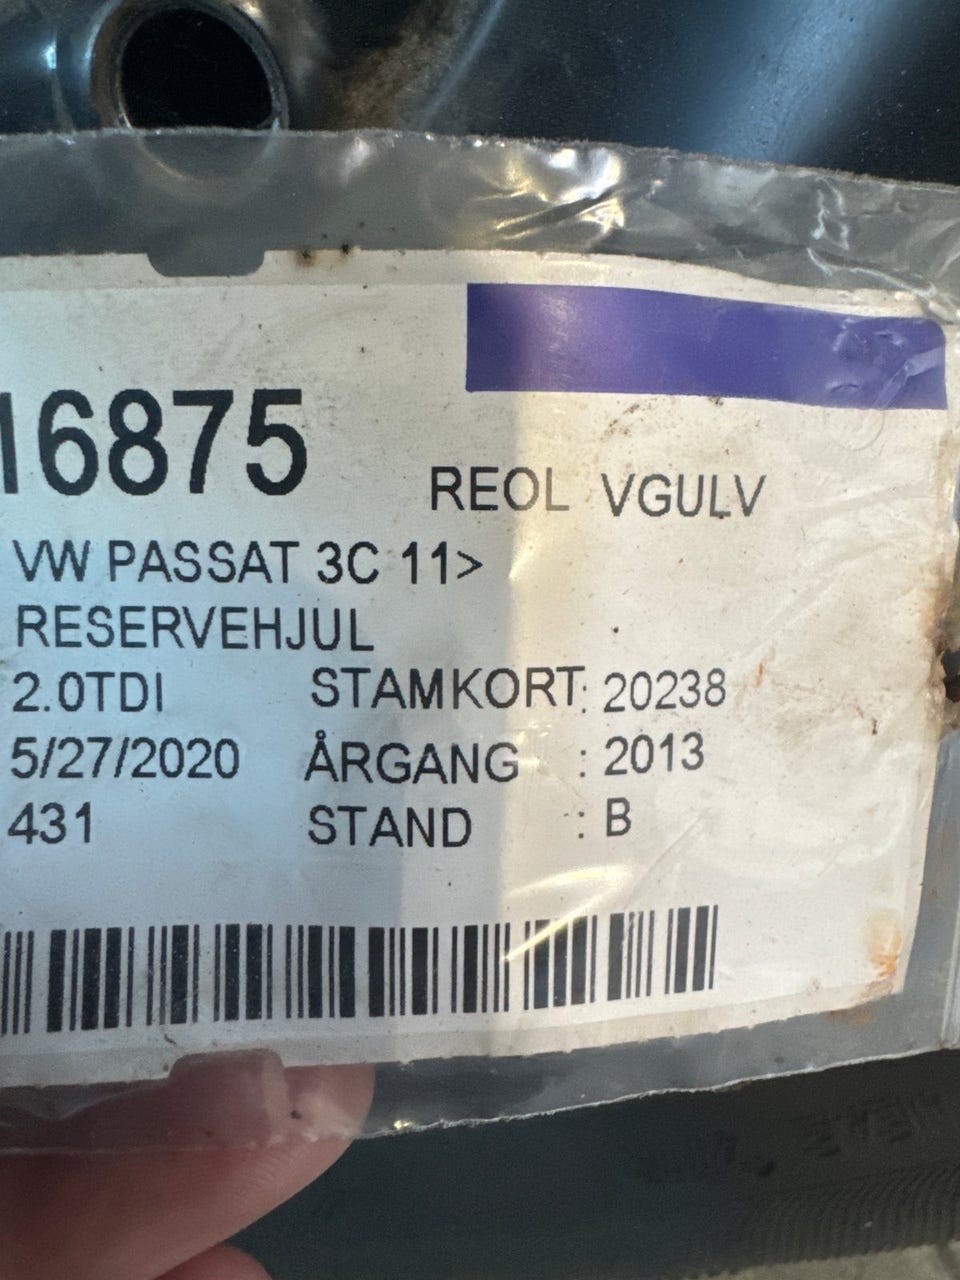 16875
REOL VGULV
VW PASSAT 3C 11>
RESERVEHJUL
2.0TDI STAMKORT: 20238
5/27/2020 ÅRGANG : 2013
431 STAND : B